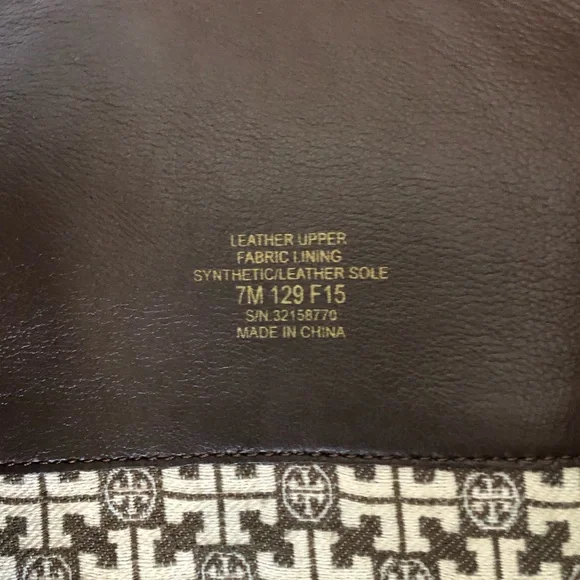 LEATHER UPPER
FABRIC LINING
SYNTHETIC/LEATHER SOLE
7M 129 F15
S/N.32158770
MADE IN CHINA